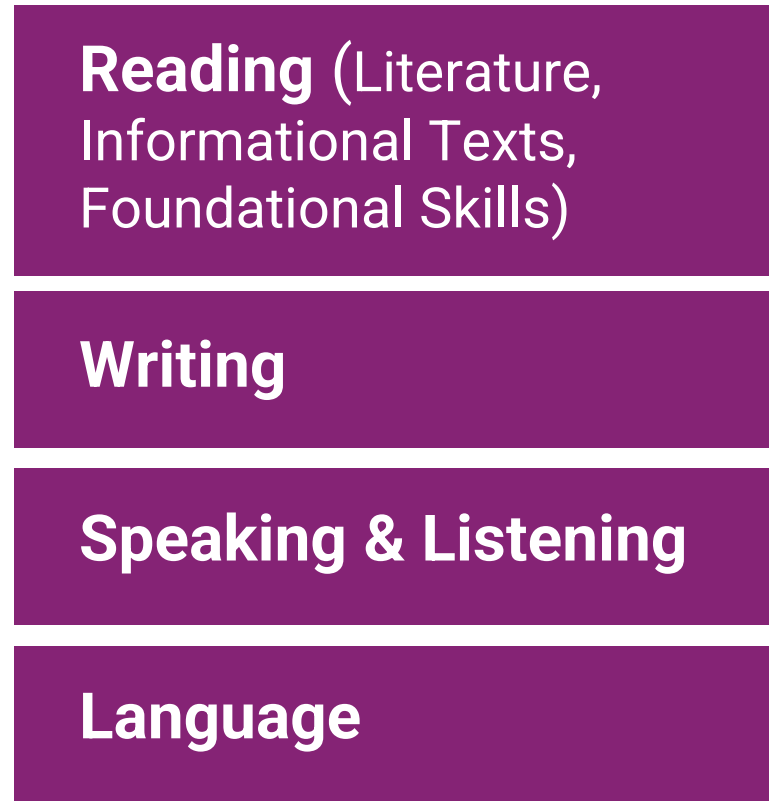 Reading (Literature,
Informational Texts,
Foundational Skills)
Writing
Speaking & Listening
Language